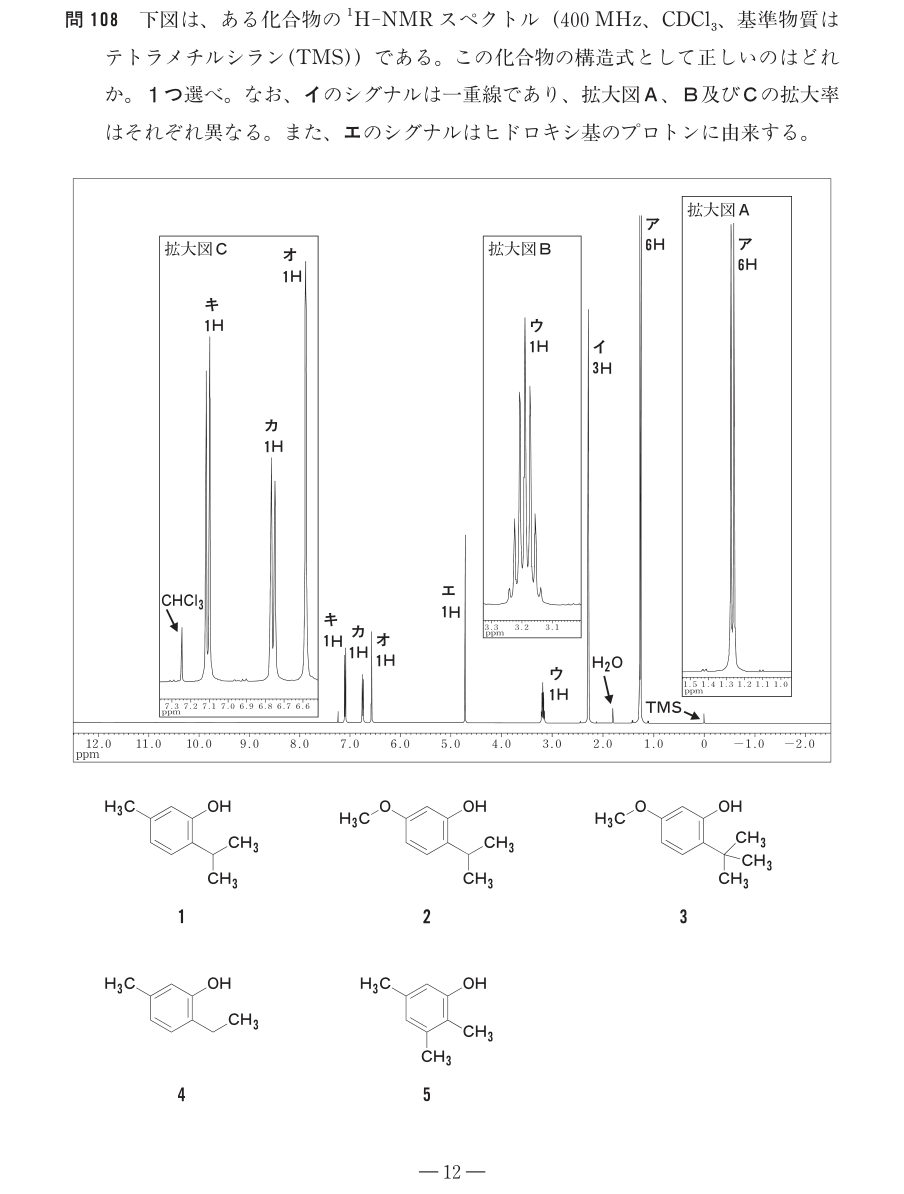 問108 下図は、ある化合物の ¹H-NMR スペクトル（400 MHz、CDCl₃、基準物質は
テトラメチルシラン(TMS)）である。この化合物の構造式として正しいのはどれ
か。1つ選べ。なお、イのシグナルは一重線であり、拡大図A、B及びCの拡大率
はそれぞれ異なる。また、エのシグナルはヒドロキシ基のプロトンに由来する。
拡大図C
オ
1H
キ
1H
カ
1H
CHCl₃
7.3 7.2 7.1 7.0 6.9 6.8 6.7 6.6
ppm
拡大図B
ウ
1H
3.3 3.2 3.1
ppm
拡大図A
ア
6H
1.5 1.4 1.3 1.2 1.1 1.0
ppm
ア
6H
イ
3H
エ
1H
キ
1H
カ
1H
オ
1H
ウ
1H
H₂O
TMS
12.0 11.0 10.0 9.0 8.0 7.0 6.0 5.0 4.0 3.0 2.0 1.0 0 −1.0 −2.0
ppm
H₃C OH
CH₃
CH₃
1
O OH
H₃C
CH₃
CH₃
2
O OH
H₃C
CH₃
CH₃
CH₃
3
H₃C OH
CH₃
4
H₃C OH
CH₃
CH₃
5
— 12 —